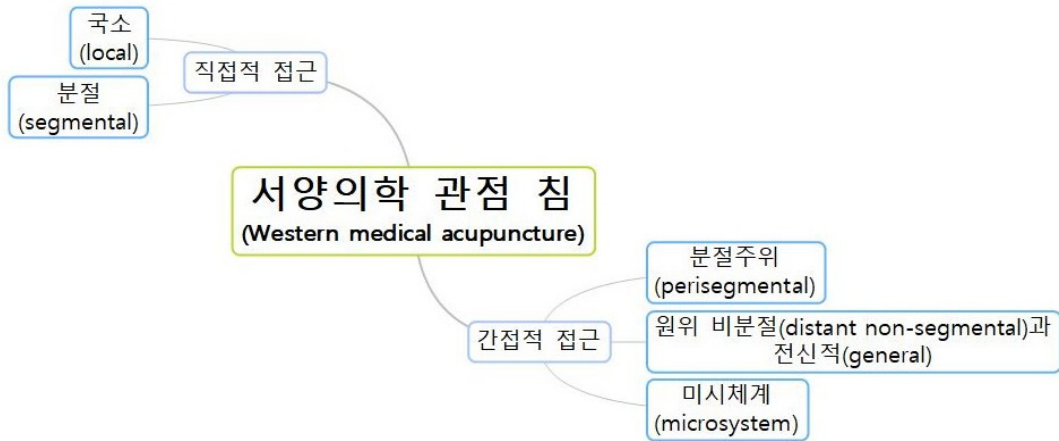 국소
(local)
직접적 접근
분절
(segmental)
서양의학 관점 침
(Western medical acupuncture)
분절주위
(perisegmental)
간접적 접근
원위 비분절(distant non-segmental)과
전신적(general)
미시체계
(microsystem)